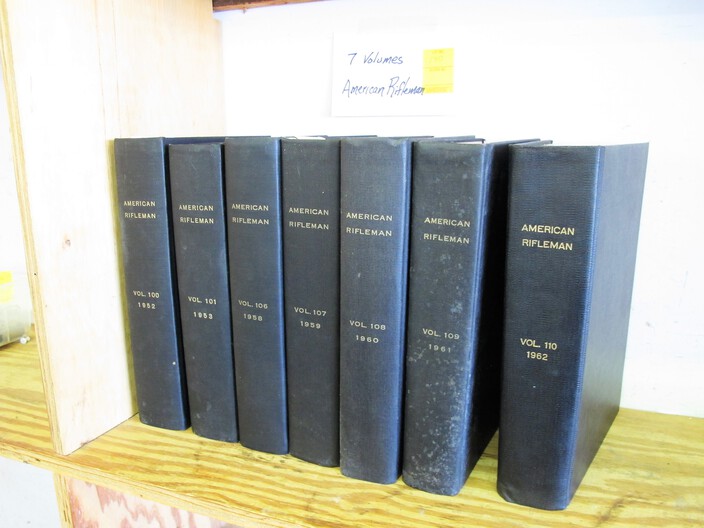 7 Volumes
American Rifleman
AMERICAN
RIFLEMAN
VOL. 100
1952
AMERICAN
RIFLEMAN
VOL. 101
1953
AMERICAN
RIFLEMAN
VOL. 106
1958
AMERICAN
RIFLEMAN
VOL. 107
1959
AMERICAN
RIFLEMAN
VOL. 108
1960
AMERICAN
RIFLEMAN
VOL. 109
1961
AMERICAN
RIFLEMAN
VOL. 110
1962